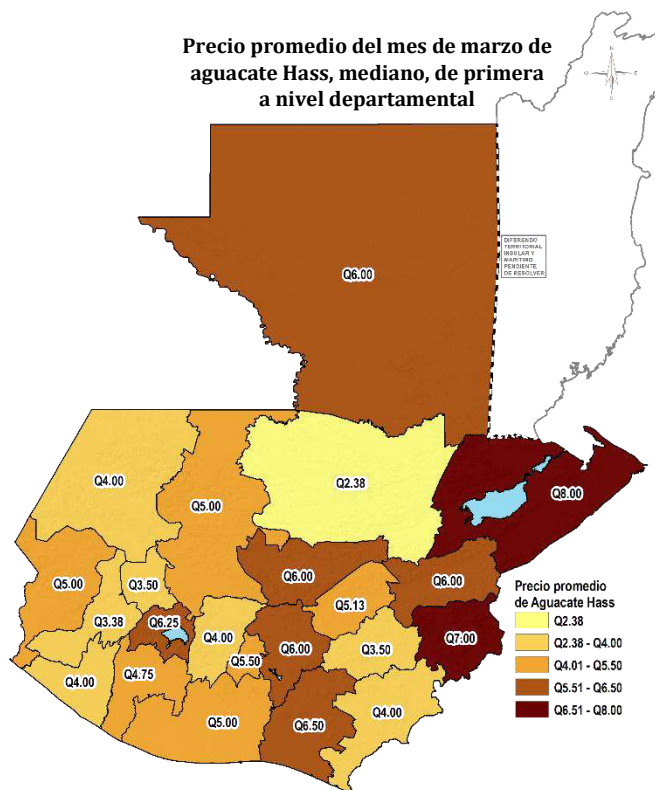 Precio promedio del mes de marzo de
aguacate Hass, mediano, de primera
a nivel departamental
N
O
E
S
DIFERENDO
TERRITORIAL
INSULAR Y
MARITIMO
PENDIENTE
DE RESOLVER
Q6.00
Q4.00
Q5.00
Q2.38
Q8.00
Q5.00
Q3.50
Q6.00
Q6.00
Q3.38
Q6.25
Q5.13
Q4.00
Q6.00
Q3.50
Q7.00
Q4.00
Q4.75
Q5.50
Q5.00
Q6.50
Q4.00
Precio promedio
de Aguacate Hass
Q2.38
Q2.38 - Q4.00
Q4.01 - Q5.50
Q5.51 - Q6.50
Q6.51 - Q8.00